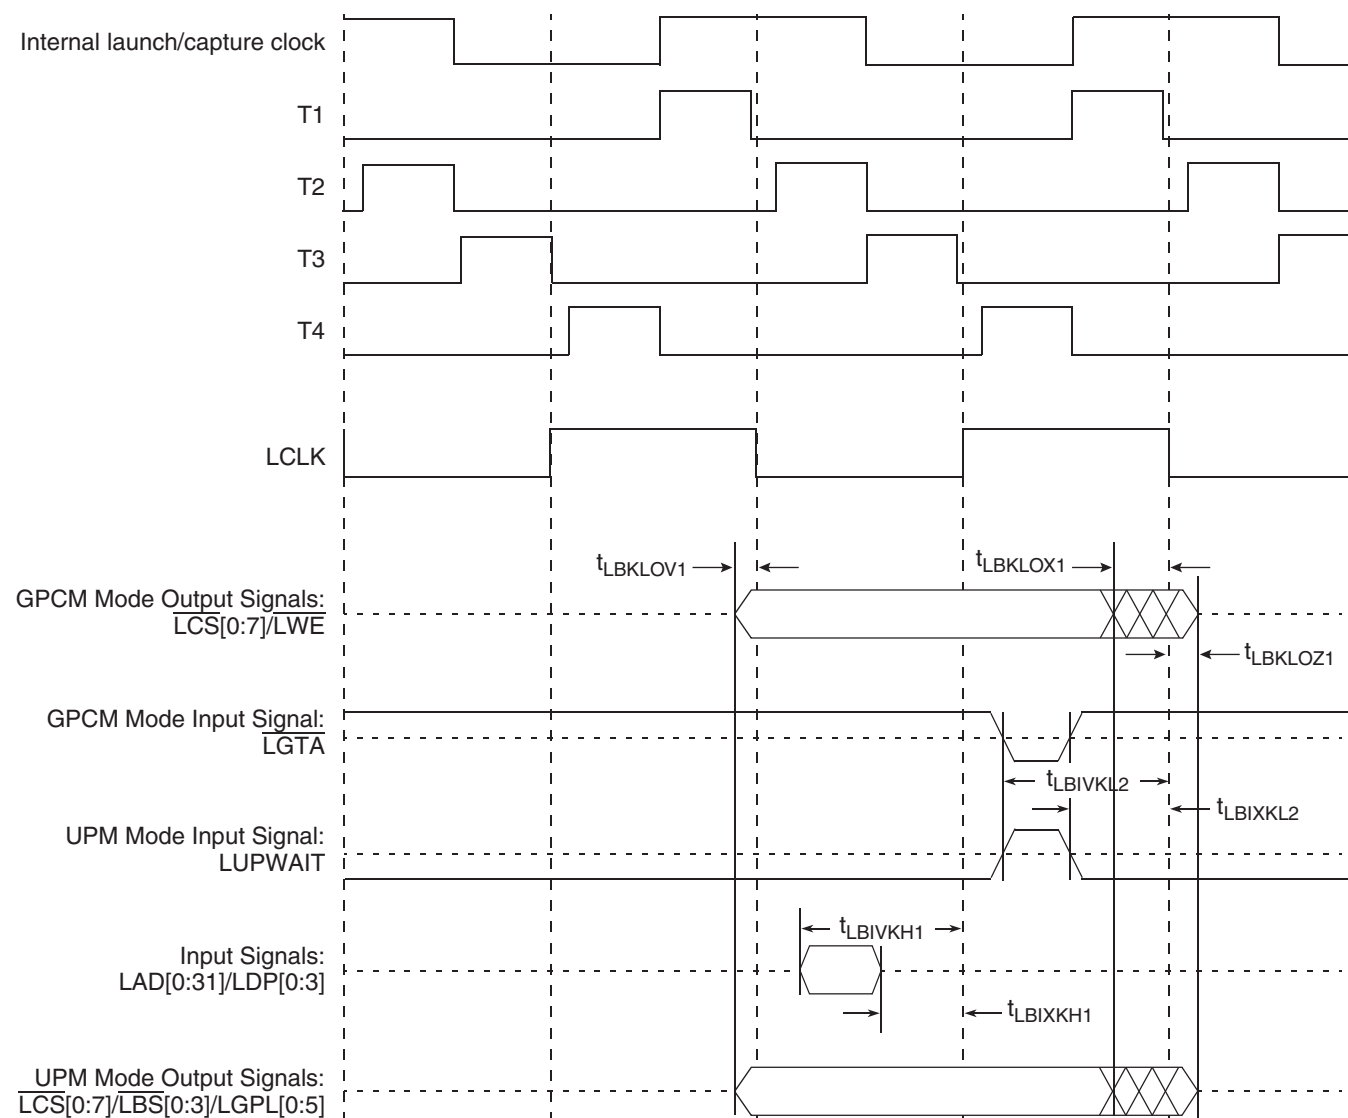 Internal launch/capture clock
T1
T2
T3
T4
LCLK
tLBKLOV1
tLBKLOX1
GPCM Mode Output Signals:
LCS[0:7]/LWE
tLBKLOZ1
GPCM Mode Input Signal:
LGTA
tLBIVKL2
tLBIXKL2
UPM Mode Input Signal:
LUPWAIT
tLBIVKH1
Input Signals:
LAD[0:31]/LDP[0:3]
tLBIXKH1
UPM Mode Output Signals:
LCS[0:7]/LBS[0:3]/LGPL[0:5]